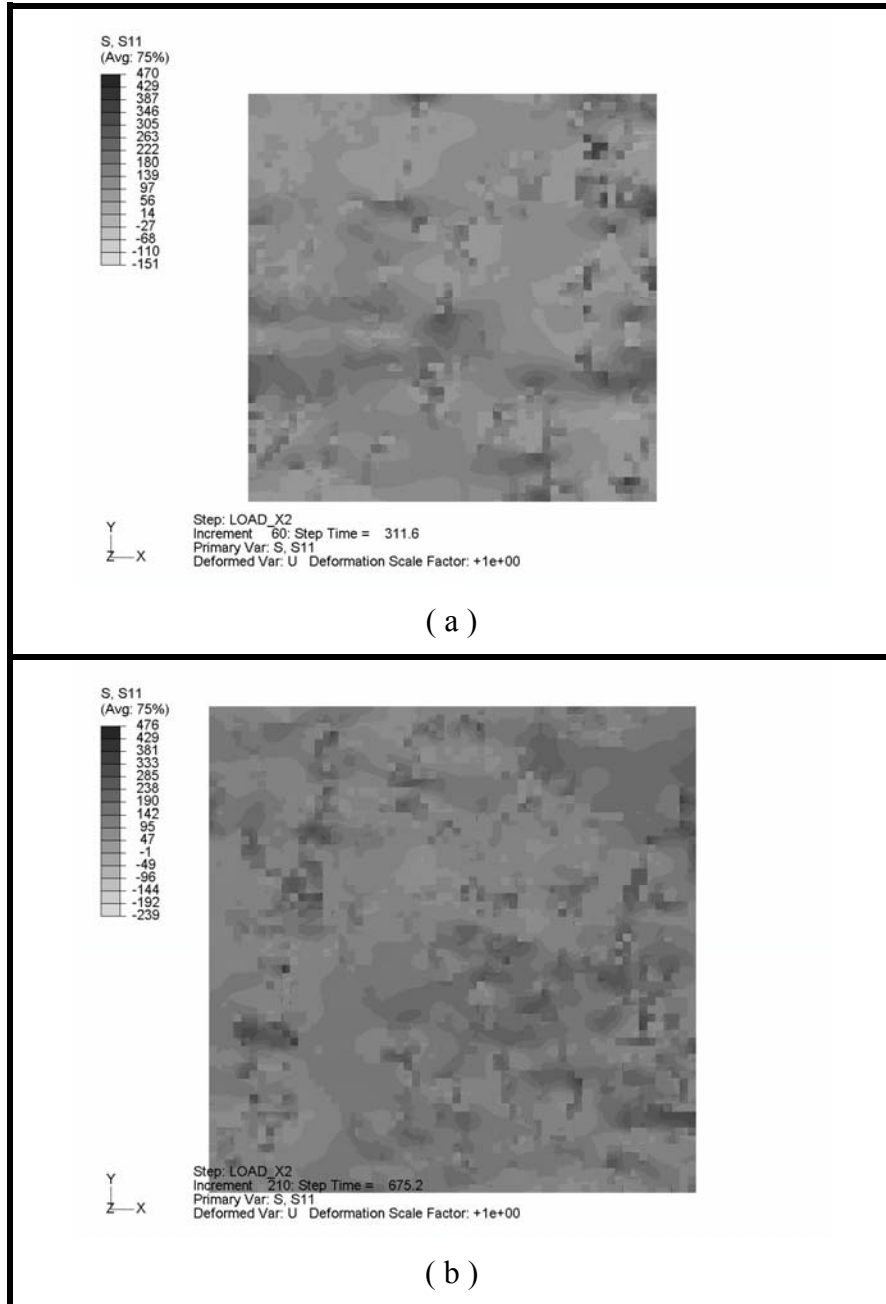 S, S11
(Avg: 75%)
470
429
387
346
305
263
222
180
139
97
56
14
-27
-68
-110
-151
Y
Z X
Step: LOAD_X2
Increment 60: Step Time = 311.6
Primary Var: S, S11
Deformed Var: U Deformation Scale Factor: +1e+00
( a )
S, S11
(Avg: 75%)
476
429
381
333
285
238
190
142
95
47
-1
-49
-96
-144
-192
-239
Y
Z X
Step: LOAD_X2
Increment 210: Step Time = 675.2
Primary Var: S, S11
Deformed Var: U Deformation Scale Factor: +1e+00
( b )